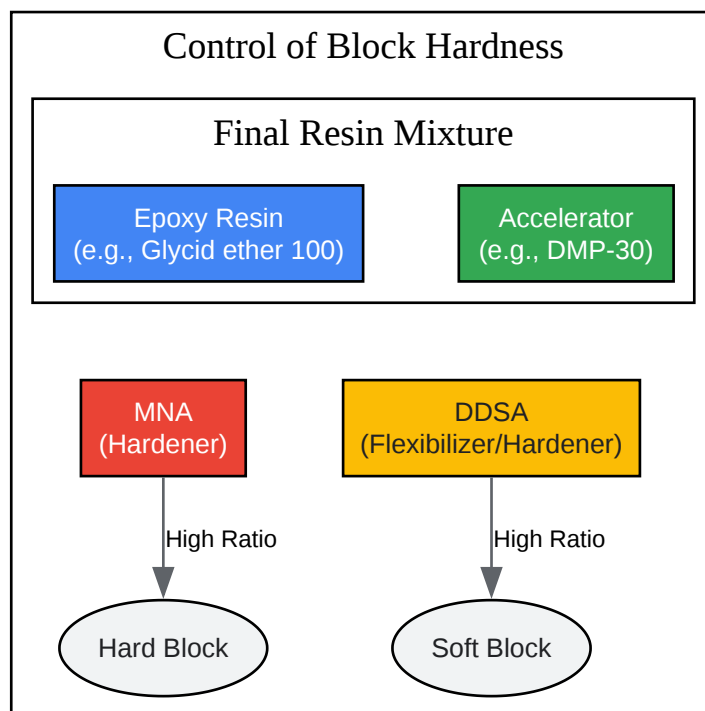 Control of Block Hardness
Final Resin Mixture
Epoxy Resin
(e.g., Glycid ether 100)
Accelerator
(e.g., DMP-30)
MNA
(Hardener)
DDSA
(Flexibilizer/Hardener)
High Ratio
High Ratio
Hard Block
Soft Block